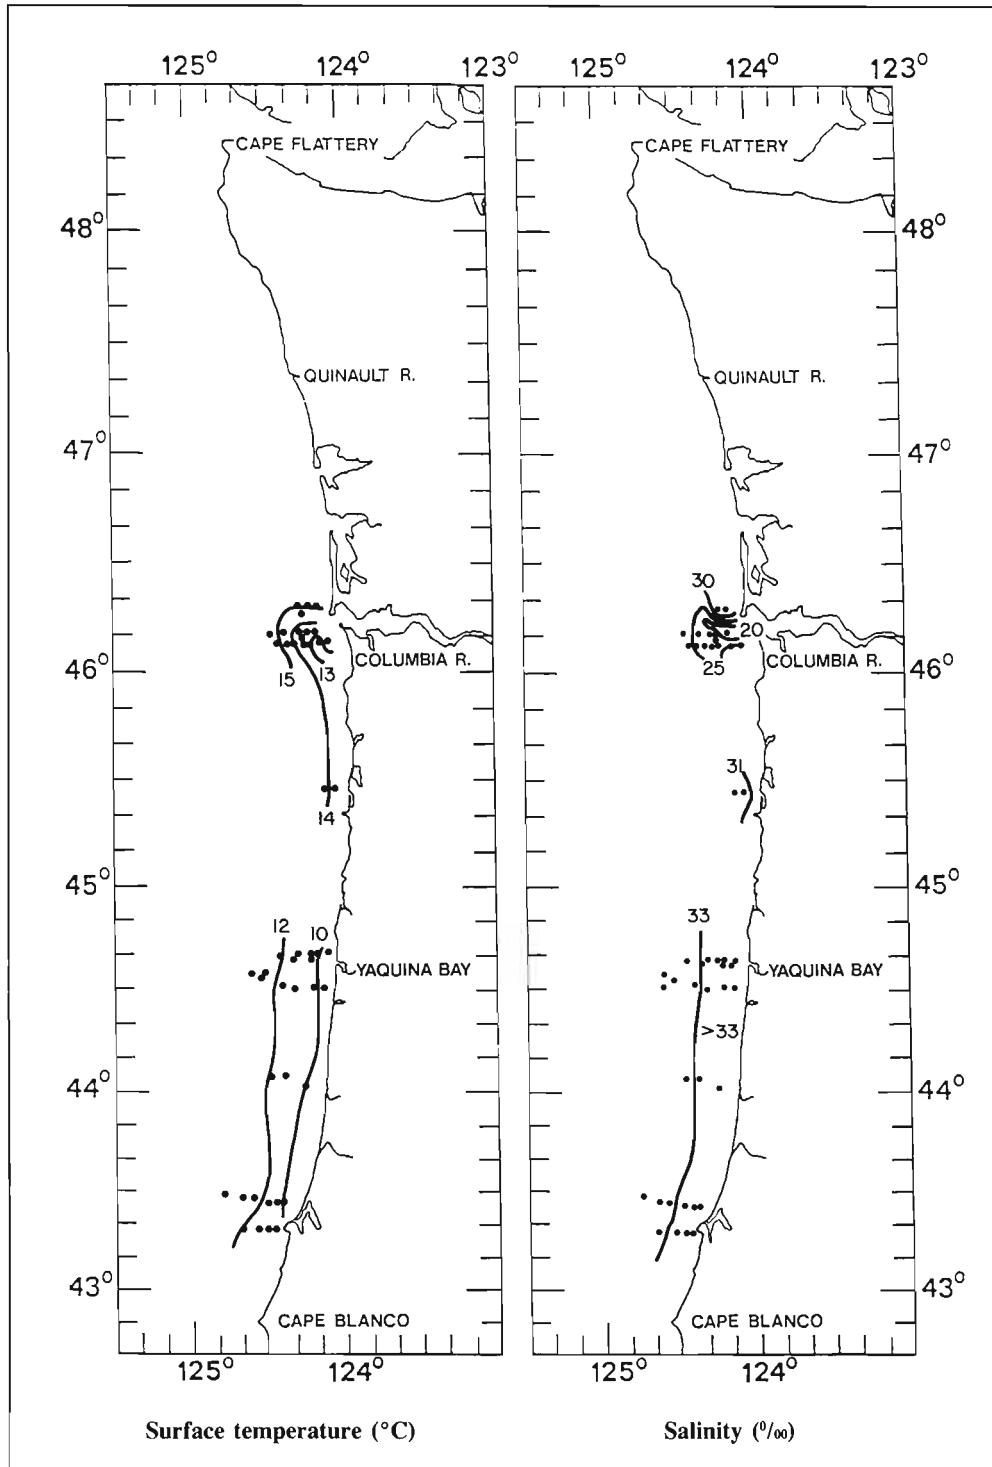 125° 124° 123°
125° 124° 123°
CAPE FLATTERY
CAPE FLATTERY
48°
48°
QUINAULT R.
QUINAULT R.
47°
47°
30
20
COLUMBIA R.
COLUMBIA R.
46°
15
13
25
46°
31
14
45°
45°
12
10
33
YAQUINA BAY
YAQUINA BAY
>33
44°
44°
43°
43°
CAPE BLANCO
CAPE BLANCO
125° 124°
125° 124°
Surface temperature (°C)
Salinity (⁰/₀₀)